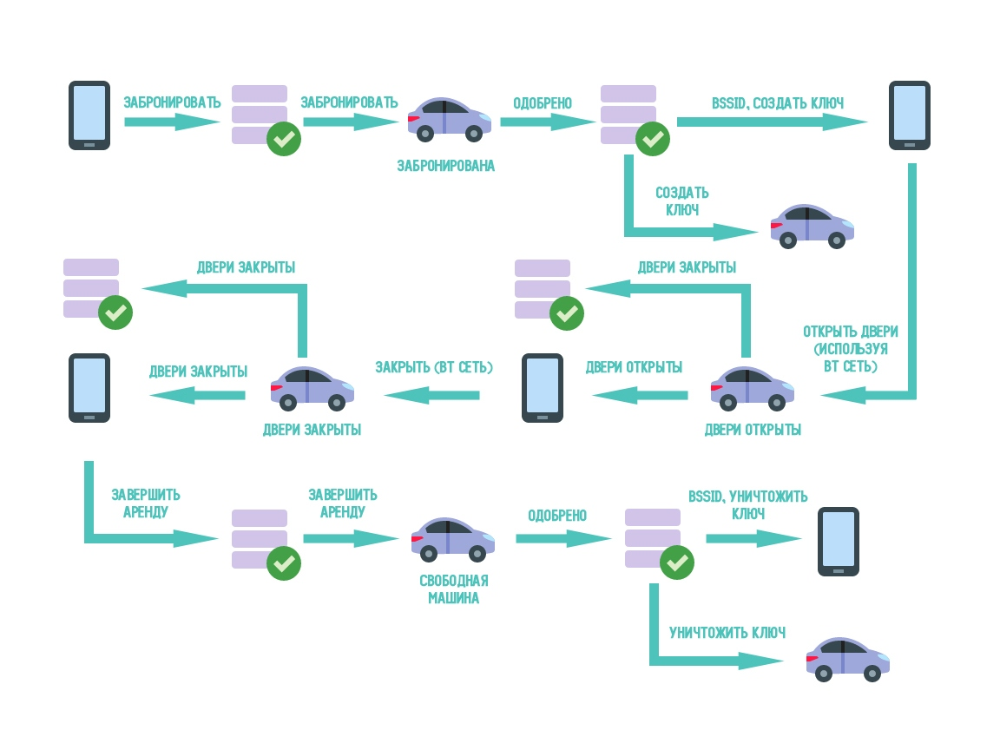 ЗАБРОНИРОВАТЬ
ЗАБРОНИРОВАТЬ
ОДОБРЕНО
BSSID, СОЗДАТЬ КЛЮЧ
ЗАБРОНИРОВАНА
СОЗДАТЬ
КЛЮЧ
ДВЕРИ ЗАКРЫТЫ
ДВЕРИ ЗАКРЫТЫ
ОТКРЫТЬ ДВЕРИ
(ИСПОЛЬЗУЯ
BT СЕТЬ)
ДВЕРИ ЗАКРЫТЫ
ЗАКРЫТЬ (BT СЕТЬ)
ДВЕРИ ОТКРЫТЫ
ДВЕРИ ЗАКРЫТЫ
ДВЕРИ ОТКРЫТЫ
ЗАВЕРШИТЬ
АРЕНДУ
ЗАВЕРШИТЬ
АРЕНДУ
ОДОБРЕНО
BSSID, УНИЧТОЖИТЬ
КЛЮЧ
СВОБОДНАЯ
МАШИНА
УНИЧТОЖИТЬ КЛЮЧ